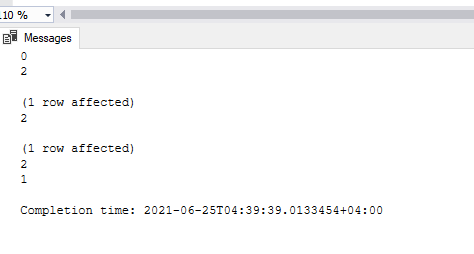 110 %
Messages
0
2
(1 row affected)
2
(1 row affected)
2
1
Completion time: 2021-06-25T04:39:39.0133454+04:00